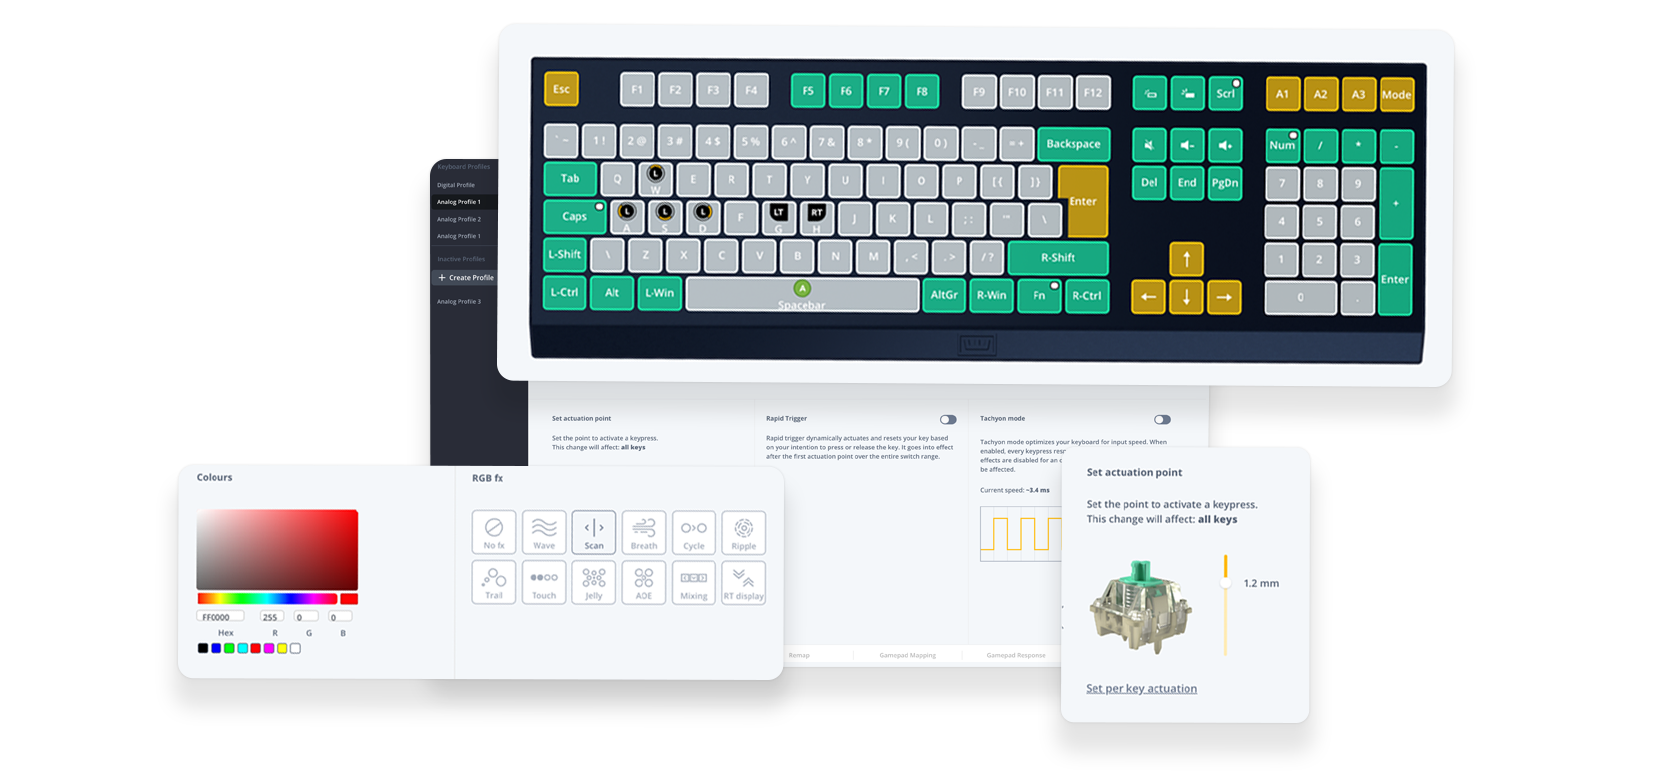 Esc F1 F2 F3 F4 F5 F6 F7 F8 F9 F10 F11 F12 Scrl A1 A2 A3 Mode
` ~ 1 ! 2 @ 3 # 4 $ 5 % 6 ^ 7 & 8 * 9 ( 0 ) - _ = + Backspace Num / * -
Tab Q L W E R T Y U I O P [ { ] } Enter Del End PgDn 7 8 9 +
Caps L A L S L D F LT G RT H J K L ; : ' " \ 4 5 6
L-Shift \ Z X C V B N M , < . > / ? R-Shift 1 2 3 Enter
L-Ctrl Alt L-Win A Spacebar AltGr R-Win Fn R-Ctrl 0 .
Keyboard Profiles
Digital Profile
Analog Profile 1
Analog Profile 2
Analog Profile 1
Inactive Profiles
+ Create Profile
Analog Profile 3
Set actuation point
Set the point to activate a keypress.
This change will affect: all keys
Rapid Trigger
Rapid trigger dynamically actuates and resets your key based
on your intention to press or release the key. It goes into effect
after the first actuation point over the entire switch range.
Tachyon mode
Tachyon mode optimizes your keyboard for input speed. When
enabled, every keypress
effects are disabled for an
be affected.
Current speed: ~3.4 ms
Remap Gamepad Mapping Gamepad Response
Colours
FF0000 255 0 0
Hex R G B
RGB fx
No fx Wave Scan Breath Cycle Ripple
Trail Touch Jelly AOE Mixing RT display
Set actuation point
Set the point to activate a keypress.
This change will affect: all keys
1.2 mm
Set per key actuation